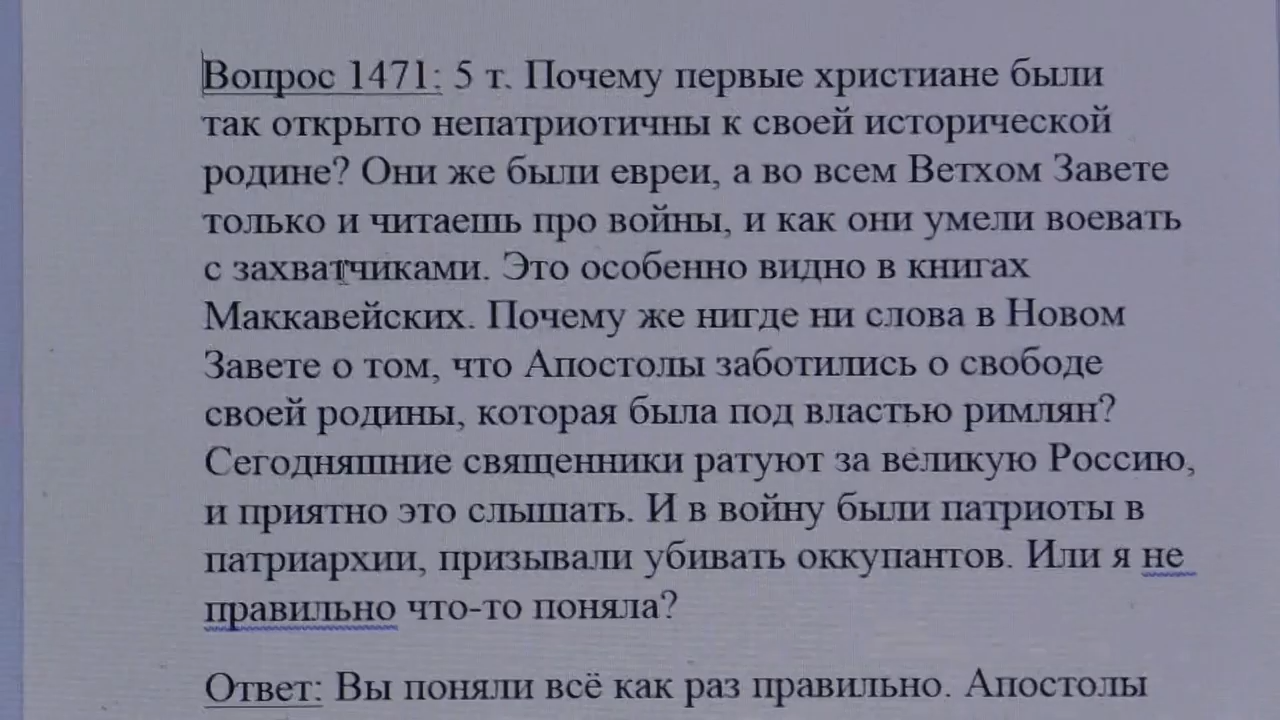 Вопрос 1471: 5 т. Почему первые христиане были
так открыто непатриотичны к своей исторической
родине? Они же были евреи, а во всем Ветхом Завете
только и читаешь про войны, и как они умели воевать
с захватчиками. Это особенно видно в книгах
Маккавейских. Почему же нигде ни слова в Новом
Завете о том, что Апостолы заботились о свободе
своей родины, которая была под властью римлян?
Сегодняшние священники ратуют за великую Россию,
и приятно это слышать. И в войну были патриоты в
патриархии, призывали убивать оккупантов. Или я не
правильно что-то поняла?
Ответ: Вы поняли всё как раз правильно. Апостолы